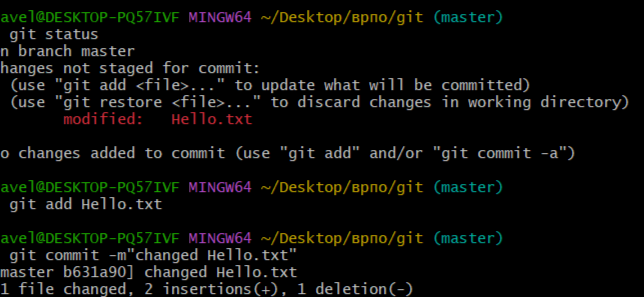 avel@DESKTOP-PQ57IVF MINGW64 ~/Desktop/врпо/git (master)
git status
n branch master
hanges not staged for commit:
(use "git add <file>..." to update what will be committed)
(use "git restore <file>..." to discard changes in working directory)
modified:   Hello.txt
o changes added to commit (use "git add" and/or "git commit -a")
avel@DESKTOP-PQ57IVF MINGW64 ~/Desktop/врпо/git (master)
git add Hello.txt
avel@DESKTOP-PQ57IVF MINGW64 ~/Desktop/врпо/git (master)
git commit -m"changed Hello.txt"
master b631a90] changed Hello.txt
1 file changed, 2 insertions(+), 1 deletion(-)